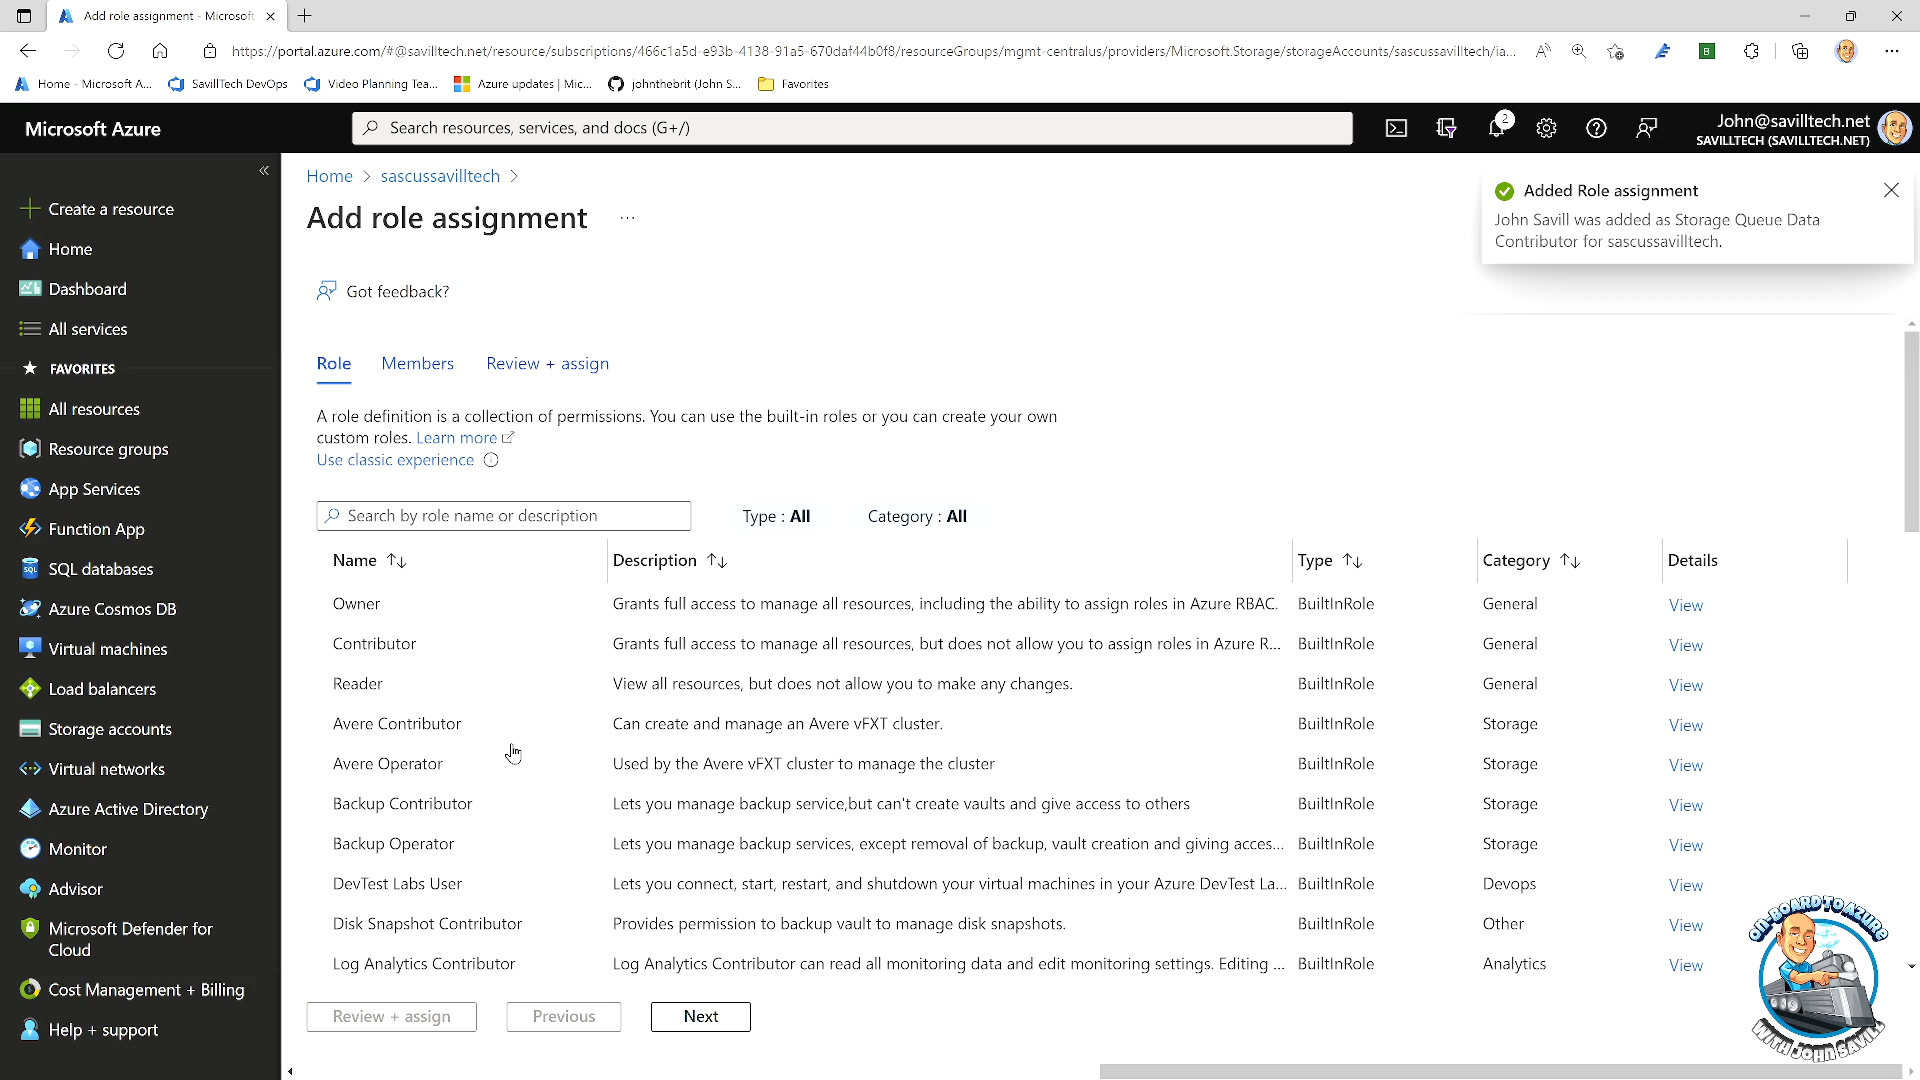 Add role assignment - Microsoft
https://portal.azure.com/#@savilltech.net/resource/subscriptions/466c1a5d-e93b-4138-91a5-670daf44b0f8/resourceGroups/mgmt-centralus/providers/Microsoft.Storage/storageAccounts/sascussavilltech/ia...
Home - Microsoft A...
SavillTech DevOps
Video Planning Tea...
Azure updates | Mic...
johnthebrit (John S...
Favorites
Microsoft Azure
Search resources, services, and docs (G+/)
2
John@savilltech.net
SAVILLTECH (SAVILLTECH.NET)
Create a resource
Home
Dashboard
All services
FAVORITES
All resources
Resource groups
App Services
Function App
SQL databases
Azure Cosmos DB
Virtual machines
Load balancers
Storage accounts
Virtual networks
Azure Active Directory
Monitor
Advisor
Microsoft Defender for
Cloud
Cost Management + Billing
Help + support
Home > sascussavilltech >
Add role assignment ...
Added Role assignment
John Savill was added as Storage Queue Data
Contributor for sascussavilltech.
Got feedback?
Role Members Review + assign
A role definition is a collection of permissions. You can use the built-in roles or you can create your own
custom roles. Learn more
Use classic experience
Search by role name or description
Type : All
Category : All
Name Description Type Category Details
Owner Grants full access to manage all resources, including the ability to assign roles in Azure RBAC. BuiltInRole General View
Contributor Grants full access to manage all resources, but does not allow you to assign roles in Azure R... BuiltInRole General View
Reader View all resources, but does not allow you to make any changes. BuiltInRole General View
Avere Contributor Can create and manage an Avere vFXT cluster. BuiltInRole Storage View
Avere Operator Used by the Avere vFXT cluster to manage the cluster BuiltInRole Storage View
Backup Contributor Lets you manage backup service,but can't create vaults and give access to others BuiltInRole Storage View
Backup Operator Lets you manage backup services, except removal of backup, vault creation and giving acces... BuiltInRole Storage View
DevTest Labs User Lets you connect, start, restart, and shutdown your virtual machines in your Azure DevTest La... BuiltInRole Devops View
Disk Snapshot Contributor Provides permission to backup vault to manage disk snapshots. BuiltInRole Other View
Log Analytics Contributor Log Analytics Contributor can read all monitoring data and edit monitoring settings. Editing ... BuiltInRole Analytics View
Review + assign
Previous
Next
ON-BOARD TO AZURE
WITH JOHN SAVILL